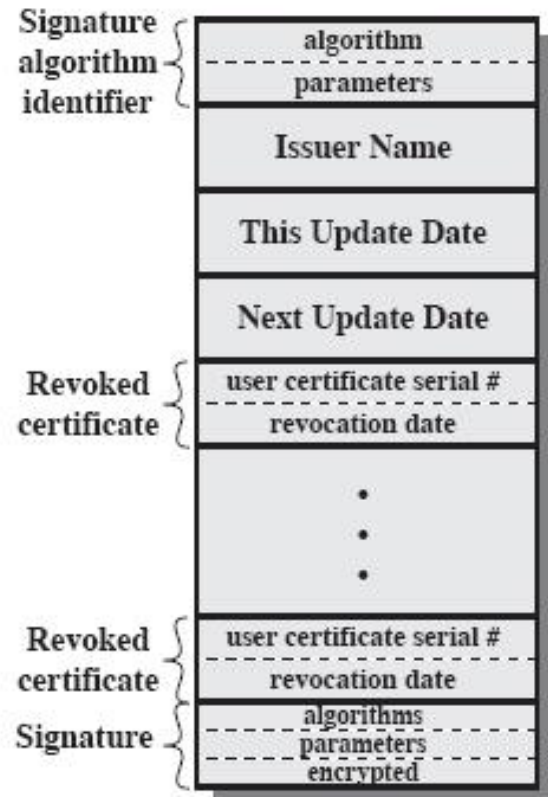 Signature
algorithm
identifier
algorithm
parameters
Issuer Name
This Update Date
Next Update Date
Revoked
certificate
user certificate serial #
revocation date
Revoked
certificate
user certificate serial #
revocation date
Signature
algorithms
parameters
encrypted